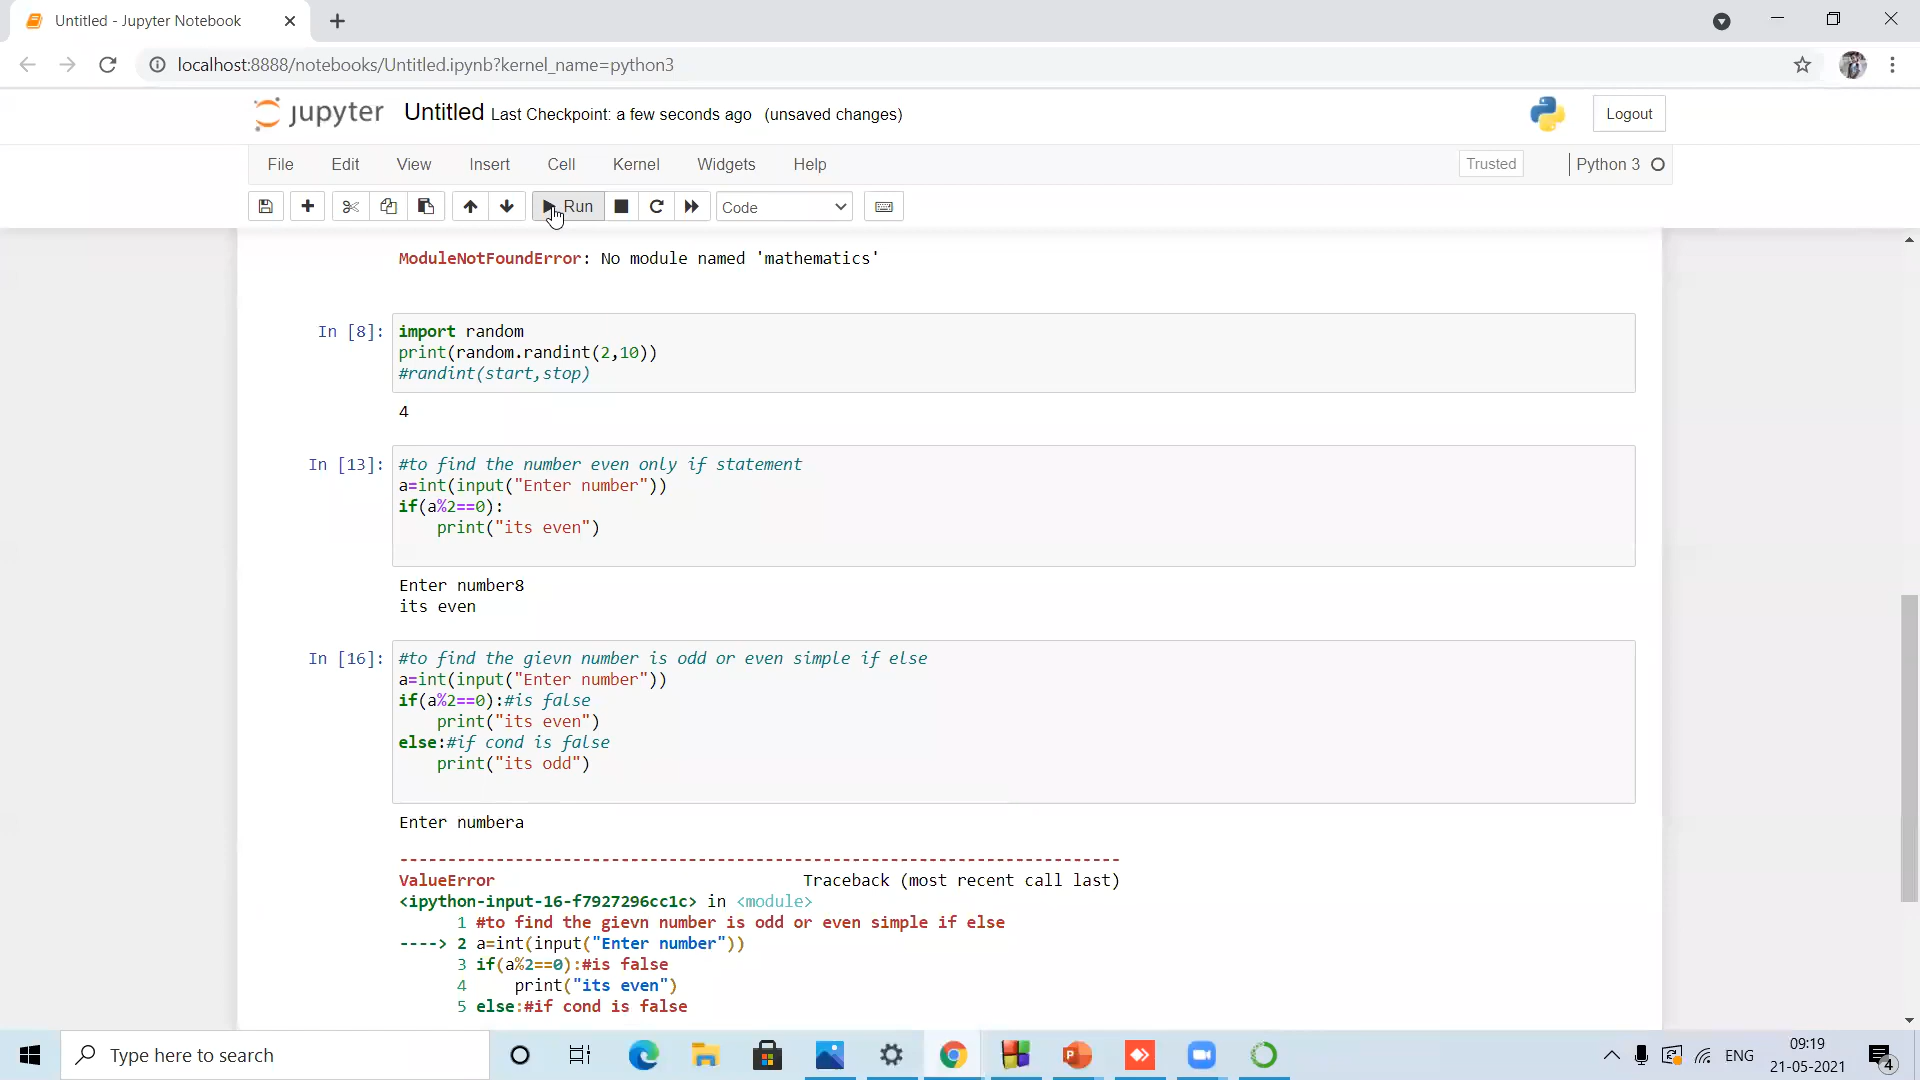 Untitled - Jupyter Notebook
localhost:8888/notebooks/Untitled.ipynb?kernel_name=python3
jupyter Untitled Last Checkpoint: a few seconds ago (unsaved changes)
Logout
File Edit View Insert Cell Kernel Widgets Help
Trusted
Python 3
Run
Code
ModuleNotFoundError: No module named 'mathematics'
In [8]: import random
print(random.randint(2,10))
#randint(start,stop)
4
In [13]: #to find the number even only if statement
a=int(input("Enter number"))
if(a%2==0):
    print("its even")
Enter number8
its even
In [16]: #to find the gievn number is odd or even simple if else
a=int(input("Enter number"))
if(a%2==0):#is false
    print("its even")
else:#if cond is false
    print("its odd")
Enter numbera
---------------------------------------------------------------------------
ValueError                                Traceback (most recent call last)
<ipython-input-16-f7927296cc1c> in <module>
      1 #to find the gievn number is odd or even simple if else
----> 2 a=int(input("Enter number"))
      3 if(a%2==0):#is false
      4     print("its even")
      5 else:#if cond is false
Type here to search
ENG
09:19
21-05-2021
4